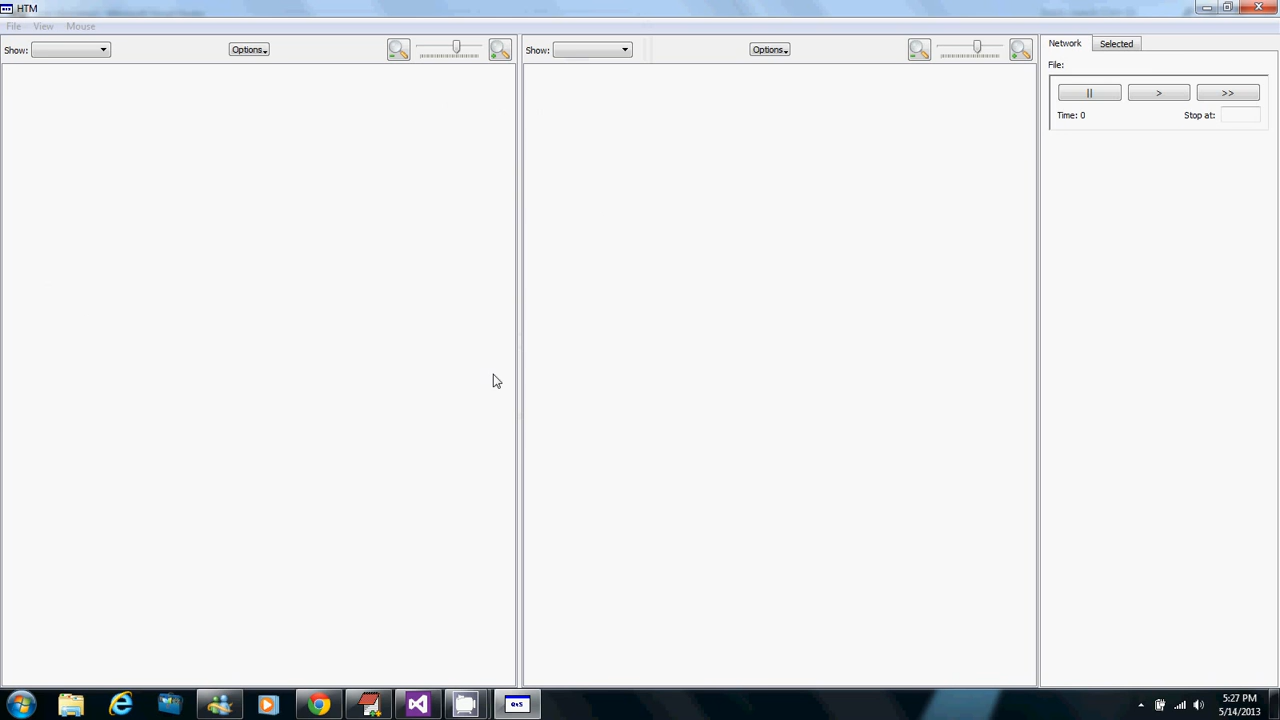 HTM
File View Mouse
Show: Options Show: Options Network Selected
File:
|| > >>
Time: 0 Stop at:
5:27 PM
5/14/2013